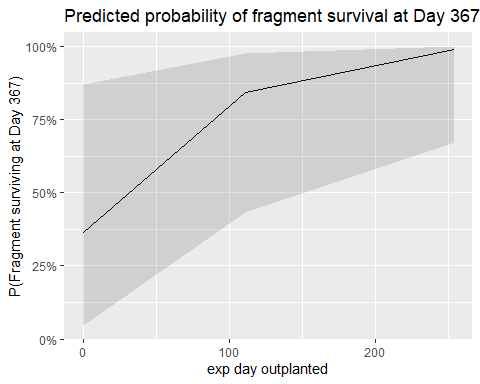 Predicted probability of fragment survival at Day 367
P(Fragment surviving at Day 367)
100%
75%
50%
25%
0%
0 100 200
exp day outplanted